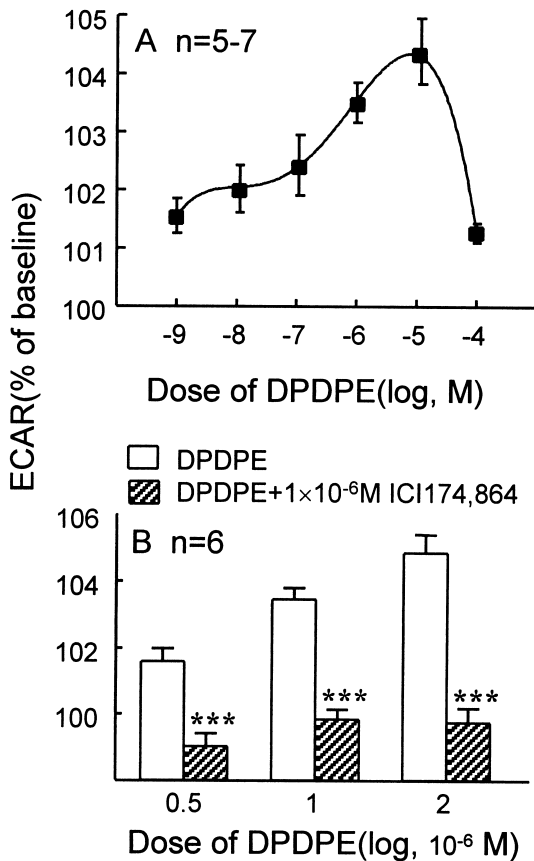 105
A n=5-7
104
103
102
101
100
-9 -8 -7 -6 -5 -4
Dose of DPDPE(log, M)
ECAR(% of baseline)
DPDPE
DPDPE+1×10⁻⁶M ICI174,864
106
B n=6
104
102
100
*** *** ***
0.5 1 2
Dose of DPDPE(log, 10⁻⁶ M)